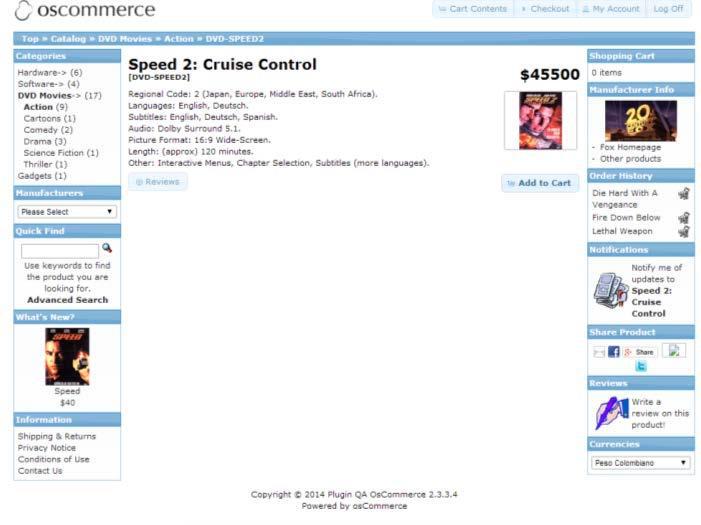 oscommerce
Cart Contents Checkout My Account Log Off
Top » Catalog » DVD Movies » Action » DVD-SPEED2
Categories
Hardware-> (6)
Software-> (4)
DVD Movies-> (17)
Action (9)
Cartoons (1)
Comedy (2)
Drama (3)
Science Fiction (1)
Thriller (1)
Gadgets (1)
Manufacturers
Please Select
Quick Find
Use keywords to find
the product you are
looking for.
Advanced Search
What's New?
SPEED
Speed
$40
Information
Shipping & Returns
Privacy Notice
Conditions of Use
Contact Us
Speed 2: Cruise Control
[DVD-SPEED2]
$45500
Regional Code: 2 (Japan, Europe, Middle East, South Africa).
Languages: English, Deutsch.
Subtitles: English, Deutsch, Spanish.
Audio: Dolby Surround 5.1.
Picture Format: 16:9 Wide-Screen.
Length: (approx) 120 minutes.
Other: Interactive Menus, Chapter Selection, Subtitles (more languages).
SPEED 2
Reviews
Add to Cart
Shopping Cart
0 items
Manufacturer Info
20
- Fox Homepage
- Other products
Order History
Die Hard With A
Vengeance
Fire Down Below
Lethal Weapon
Notifications
Notify me of
updates to
Speed 2:
Cruise
Control
Share Product
Share
Reviews
Write a
review on this
product!
Currencies
Peso Colombiano
Copyright © 2014 Plugin QA OsCommerce 2.3.3.4
Powered by osCommerce